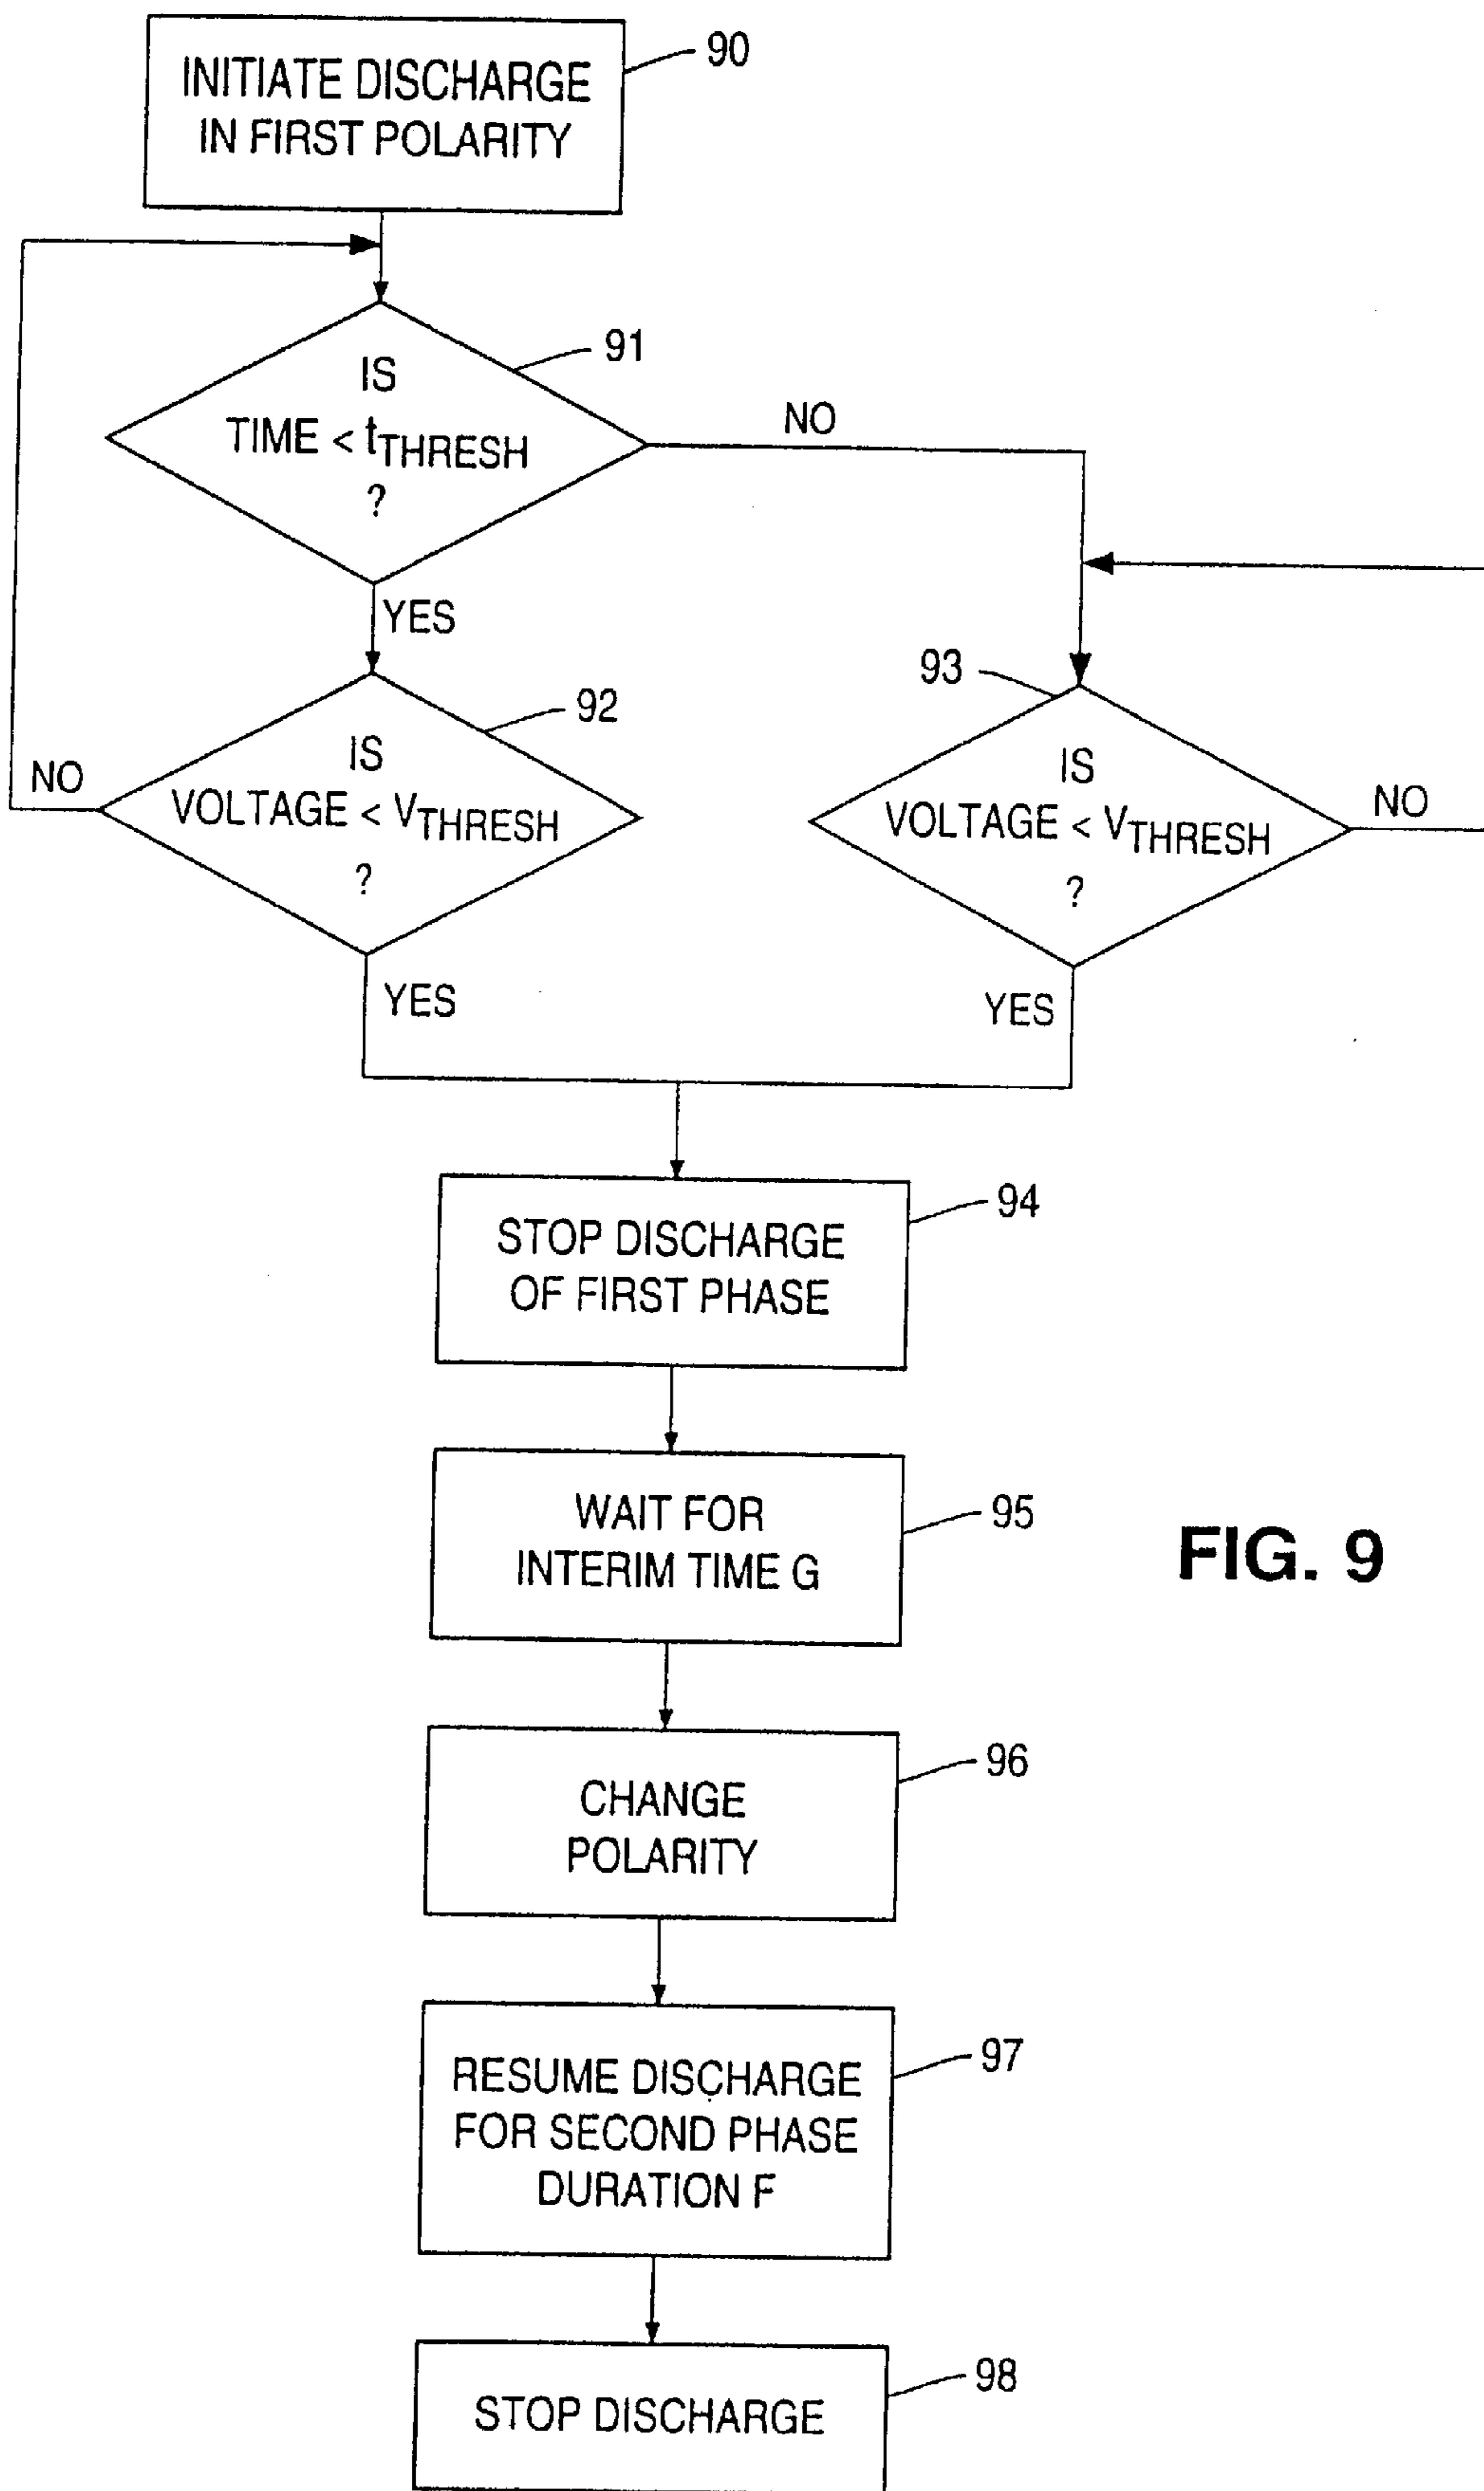 INITIATE DISCHARGE
IN FIRST POLARITY
90
IS
TIME < tTHRESH
?
91
NO
YES
IS
VOLTAGE < VTHRESH
?
92
NO
YES
93
IS
VOLTAGE < VTHRESH
?
NO
YES
STOP DISCHARGE
OF FIRST PHASE
94
WAIT FOR
INTERIM TIME G
95
FIG. 9
CHANGE
POLARITY
96
RESUME DISCHARGE
FOR SECOND PHASE
DURATION F
97
STOP DISCHARGE
98